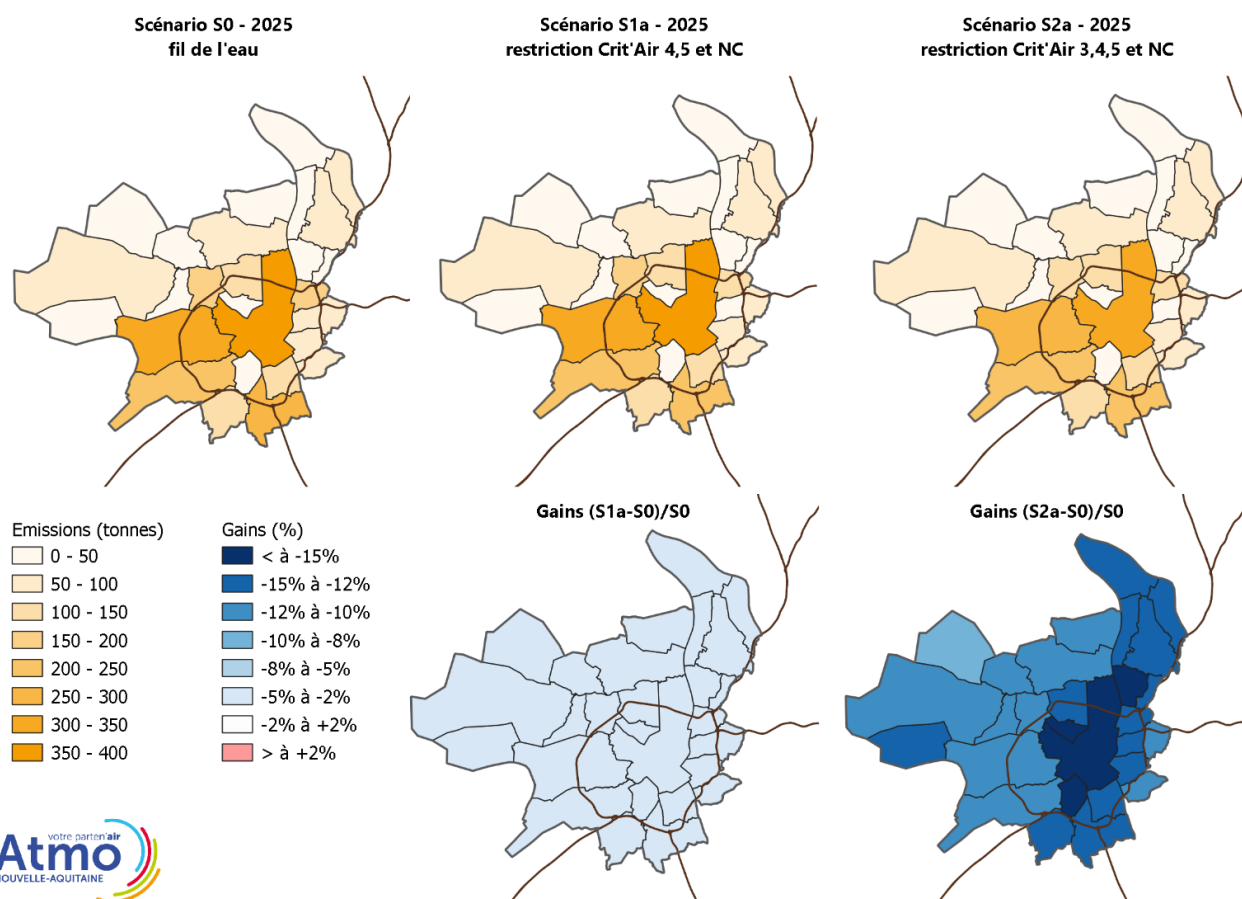 Scénario S0 - 2025
fil de l'eau
Scénario S1a - 2025
restriction Crit'Air 4,5 et NC
Scénario S2a - 2025
restriction Crit'Air 3,4,5 et NC
Emissions (tonnes)
0 - 50
50 - 100
100 - 150
150 - 200
200 - 250
250 - 300
300 - 350
350 - 400
Gains (%)
< à -15%
-15% à -12%
-12% à -10%
-10% à -8%
-8% à -5%
-5% à -2%
-2% à +2%
> à +2%
Gains (S1a-S0)/S0
Gains (S2a-S0)/S0
votre parten'air
Atmo
NOUVELLE-AQUITAINE